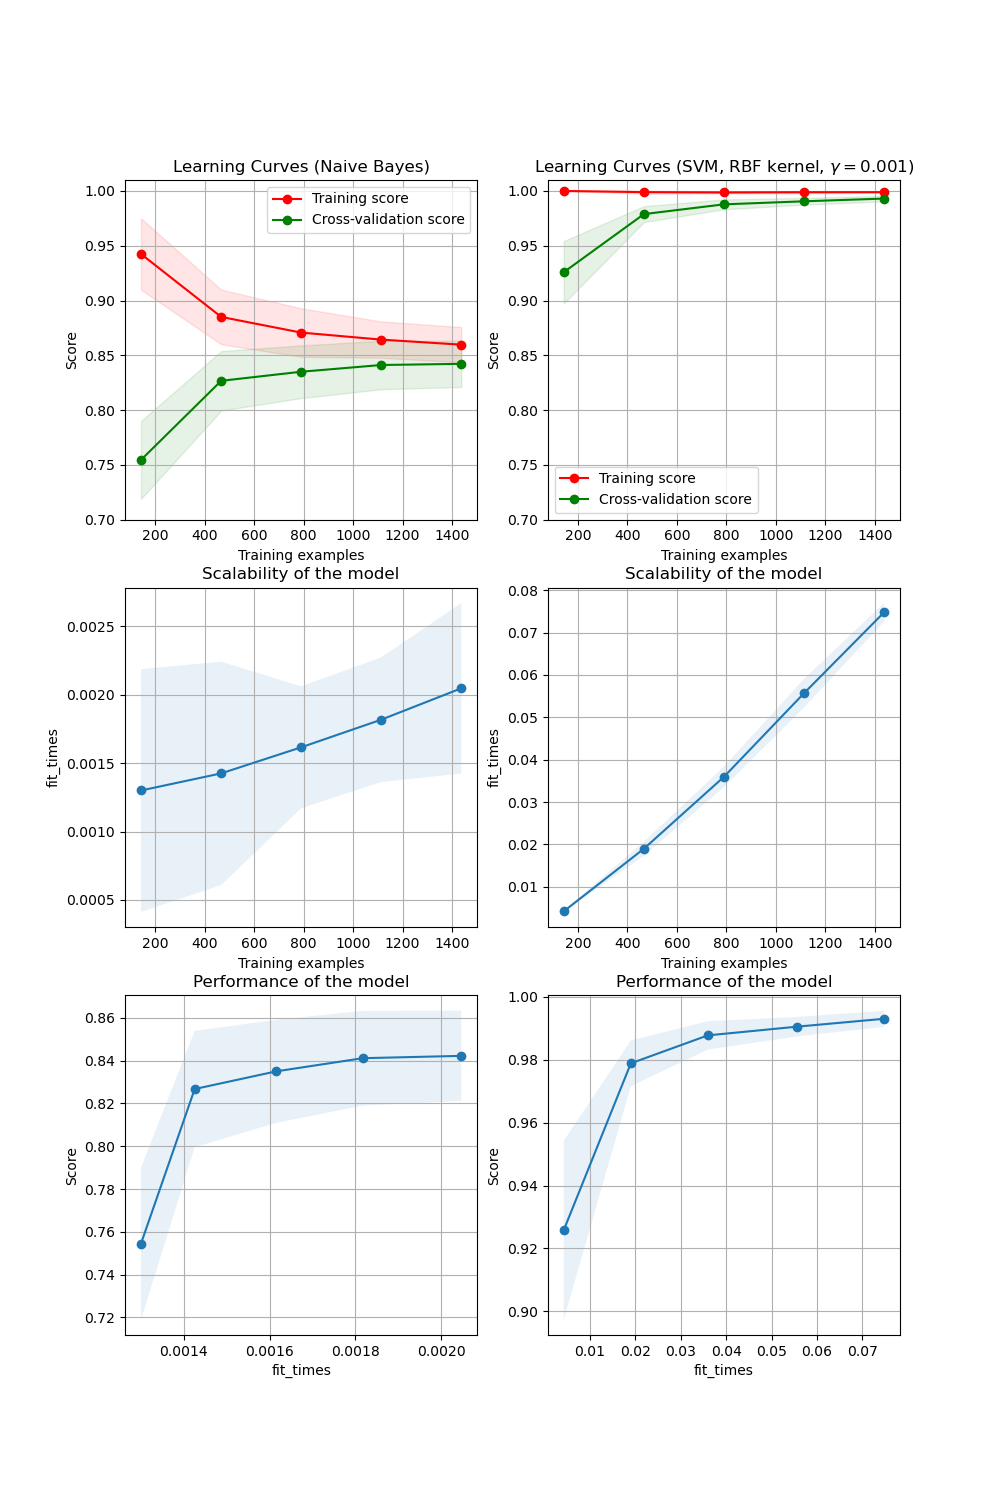 Learning Curves (Naive Bayes)
1.00
0.95
0.90
0.85
0.80
0.75
0.70
Score
Training score
Cross-validation score
200 400 600 800 1000 1200 1400
Training examples
Learning Curves (SVM, RBF kernel, γ = 0.001)
1.00
0.95
0.90
0.85
0.80
0.75
0.70
Score
Training score
Cross-validation score
200 400 600 800 1000 1200 1400
Training examples
Scalability of the model
0.0025
0.0020
0.0015
0.0010
0.0005
fit_times
200 400 600 800 1000 1200 1400
Training examples
Scalability of the model
0.08
0.07
0.06
0.05
0.04
0.03
0.02
0.01
fit_times
200 400 600 800 1000 1200 1400
Training examples
Performance of the model
0.86
0.84
0.82
0.80
0.78
0.76
0.74
0.72
Score
0.0014 0.0016 0.0018 0.0020
fit_times
Performance of the model
1.00
0.98
0.96
0.94
0.92
0.90
Score
0.01 0.02 0.03 0.04 0.05 0.06 0.07
fit_times